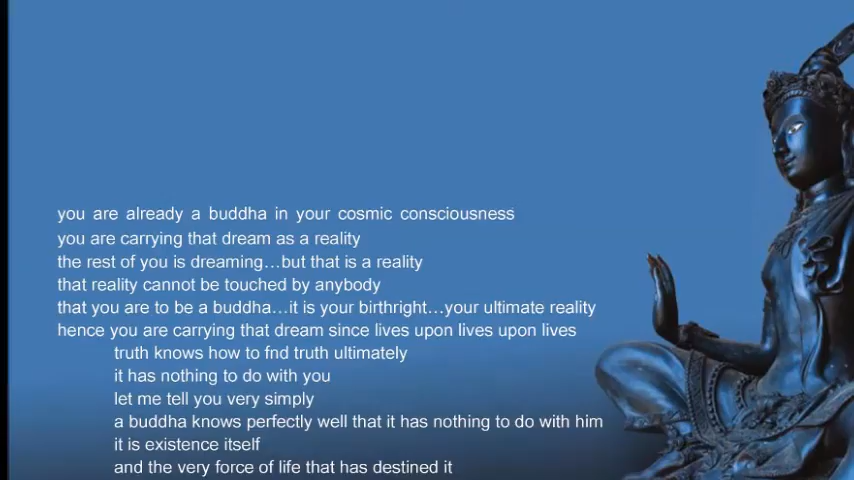 you are already a buddha in your cosmic consciousness
you are carrying that dream as a reality
the rest of you is dreaming...but that is a reality
that reality cannot be touched by anybody
that you are to be a buddha...it is your birthright...your ultimate reality
hence you are carrying that dream since lives upon lives upon lives
truth knows how to fnd truth ultimately
it has nothing to do with you
let me tell you very simply
a buddha knows perfectly well that it has nothing to do with him
it is existence itself
and the very force of life that has destined it